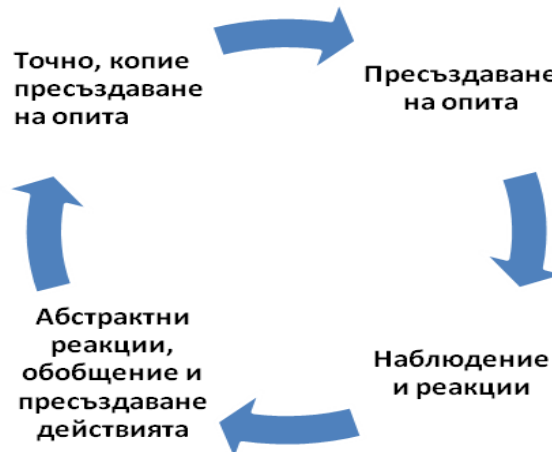 Точно, копие
пресъздаване
на опита
Пресъздаване
на опита
Наблюдение
и реакции
Абстрактни
реакции,
обобщение и
пресъздаване
действията